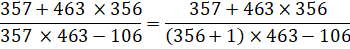 357 + 463 × 356 / 357 × 463 − 106 = 357 + 463 × 356 / (356 + 1) × 463 − 106